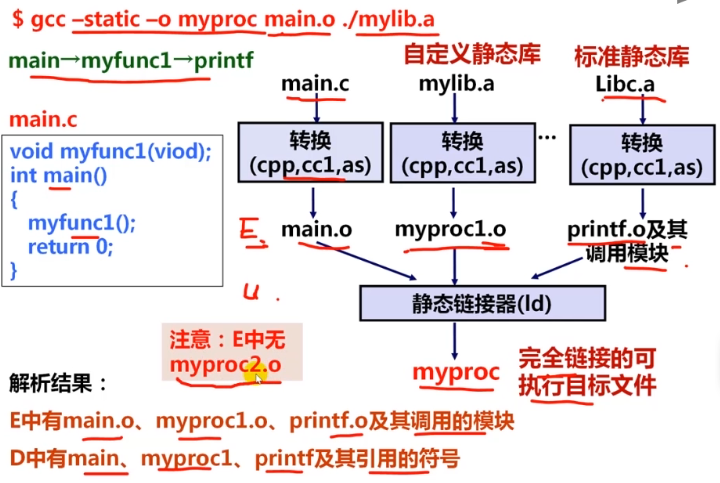 $ gcc –static –o myproc main.o ./mylib.a
main→myfunc1→printf
自定义静态库
标准静态库
main.c
mylib.a
Libc.a
main.c
void myfunc1(viod);
int main()
{
myfunc1();
return 0;
}
转换
(cpp,cc1,as)
转换
(cpp,cc1,as)
...
转换
(cpp,cc1,as)
E.
main.o
myproc1.o
printf.o及其
调用模块
u.
静态链接器(ld)
注意：E中无
myproc2.o
myproc
完全链接的可
执行目标文件
解析结果：
E中有main.o、myproc1.o、printf.o及其调用的模块
D中有main、myproc1、printf及其引用的符号